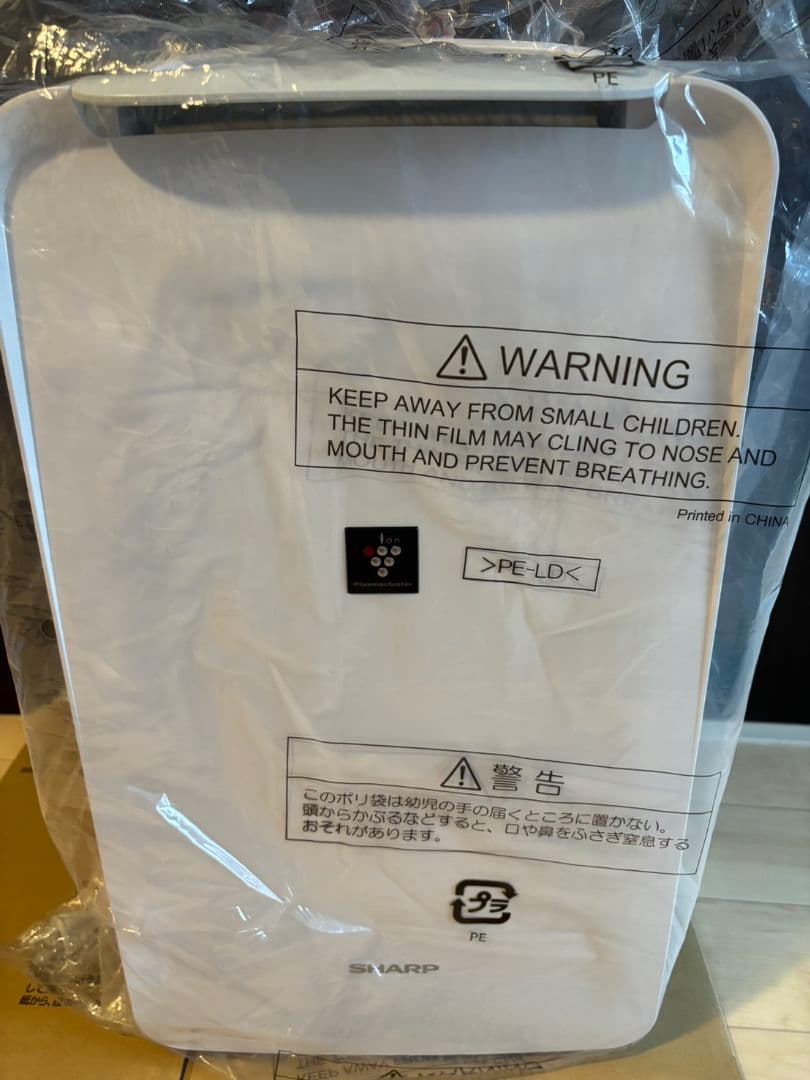 PE
WARNING
KEEP AWAY FROM SMALL CHILDREN.
THE THIN FILM MAY CLING TO NOSE AND
MOUTH AND PREVENT BREATHING.
Printed in CHINA
Ion
Plasmacluster
>PE-LD<
警告
このポリ袋は幼児の手の届くところに置かない。
頭からかぶるなどすると、口や鼻をふさぎ窒息する
おそれがあります。
プラ
PE
SHARP